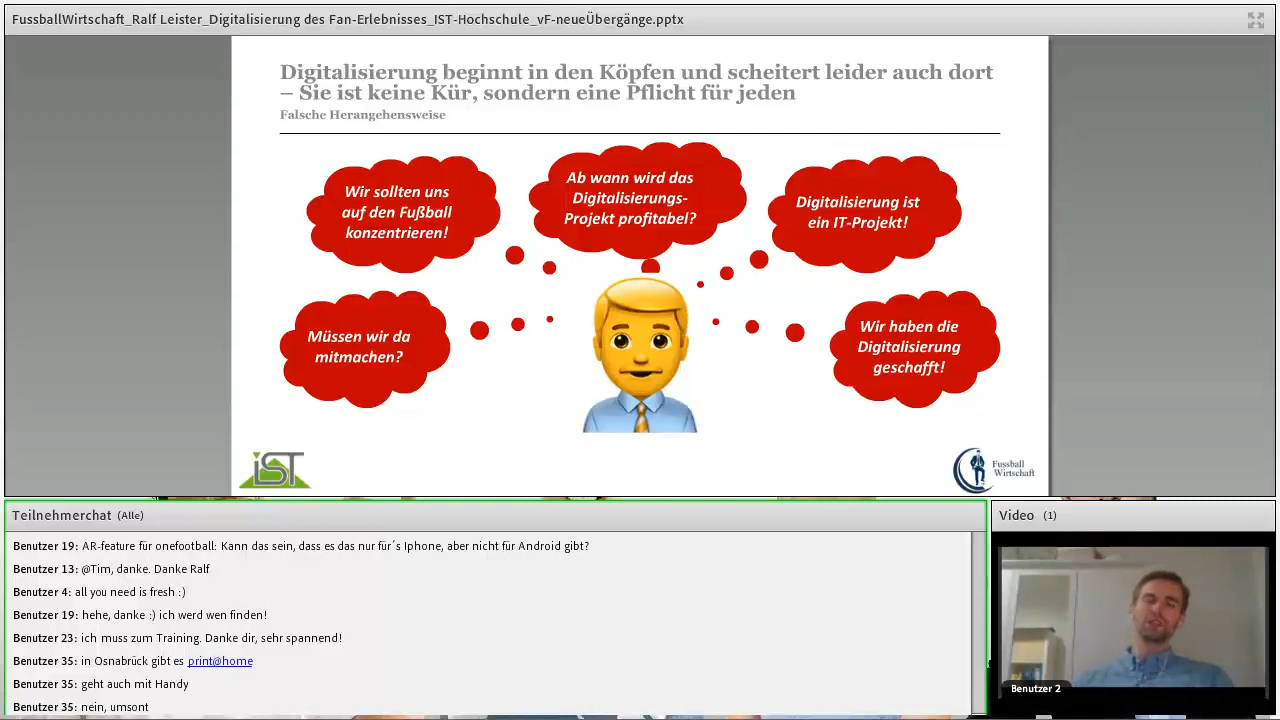 FussballWirtschaft_Ralf Leister_Digitalisierung des Fan-Erlebnisses_IST-Hochschule_vF-neueÜbergänge.pptx
Digitalisierung beginnt in den Köpfen und scheitert leider auch dort
– Sie ist keine Kür, sondern eine Pflicht für jeden
Falsche Herangehensweise
Wir sollten uns
auf den Fußball
konzentrieren!
Ab wann wird das
Digitalisierungs-
Projekt profitabel?
Digitalisierung ist
ein IT-Projekt!
Müssen wir da
mitmachen?
Wir haben die
Digitalisierung
geschafft!
iST
Fussball
Wirtschaft
Teilnehmerchat (Alle)
Benutzer 19: AR-feature für onefootball: Kann das sein, dass es das nur für´s Iphone, aber nicht für Android gibt?
Benutzer 13: @Tim, danke. Danke Ralf
Benutzer 4: all you need is fresh :)
Benutzer 19: hehe, danke :) ich werd wen finden!
Benutzer 23: ich muss zum Training. Danke dir, sehr spannend!
Benutzer 35: in Osnabrück gibt es print@home
Benutzer 35: geht auch mit Handy
Benutzer 35: nein, umsont
Video (1)
Benutzer 2